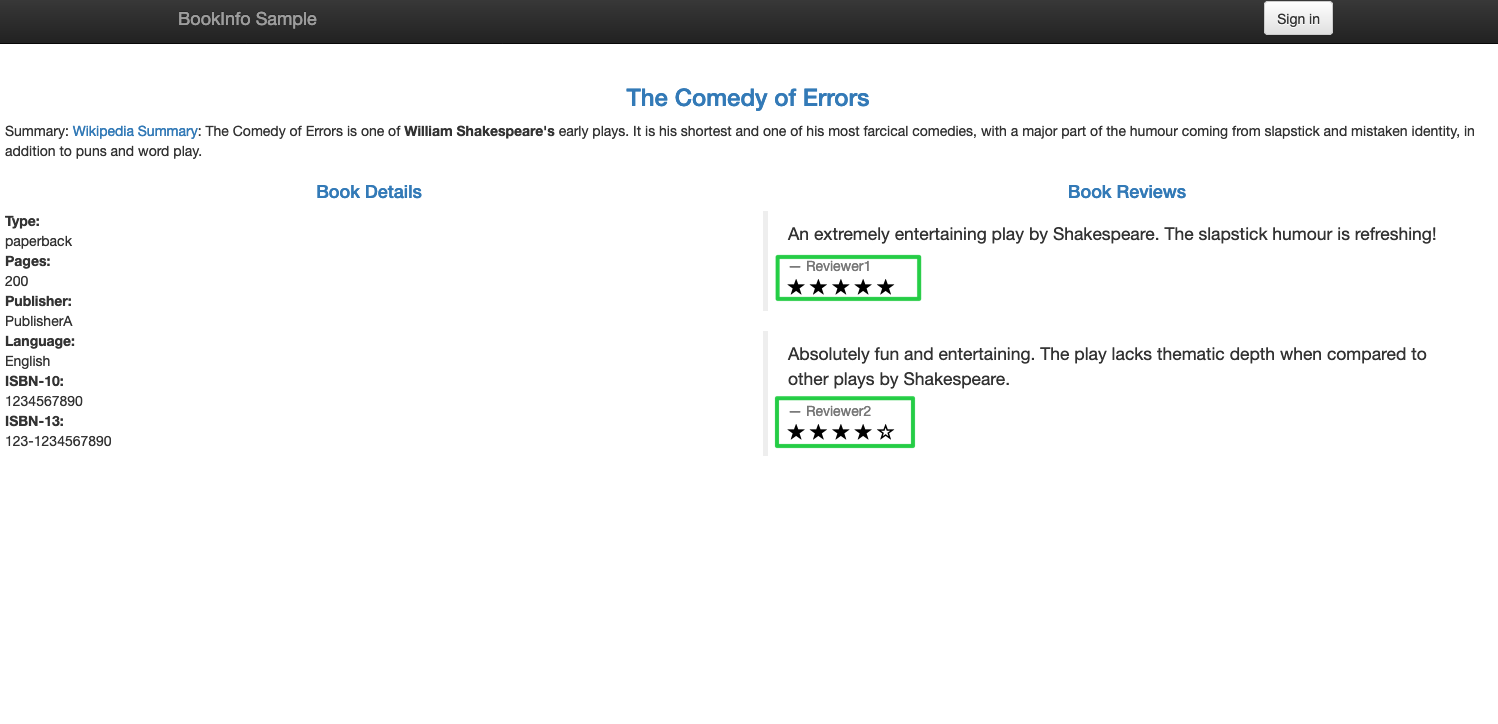 BookInfo Sample
Sign in
The Comedy of Errors
Summary: Wikipedia Summary: The Comedy of Errors is one of William Shakespeare's early plays. It is his shortest and one of his most farcical comedies, with a major part of the humour coming from slapstick and mistaken identity, in
addition to puns and word play.
Book Details
Type:
paperback
Pages:
200
Publisher:
PublisherA
Language:
English
ISBN-10:
1234567890
ISBN-13:
123-1234567890
Book Reviews
An extremely entertaining play by Shakespeare. The slapstick humour is refreshing!
— Reviewer1
★★★★★
Absolutely fun and entertaining. The play lacks thematic depth when compared to
other plays by Shakespeare.
— Reviewer2
★★★★☆